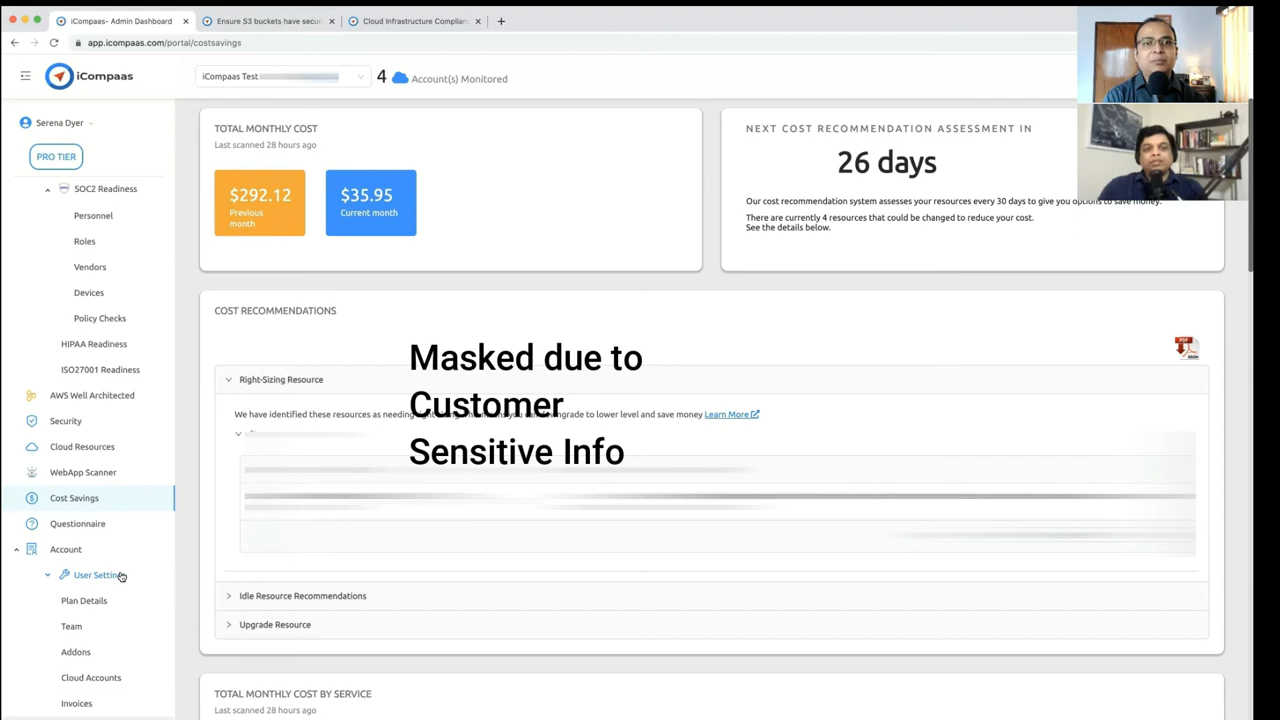 iCompaas- Admin Dashboard
Ensure S3 buckets have secur
Cloud Infrastructure Complian
app.icompaas.com/portal/costsavings
iCompaas
iCompaas Test
4 Account(s) Monitored
Serena Dyer
PRO TIER
SOC2 Readiness
Personnel
Roles
Vendors
Devices
Policy Checks
HIPAA Readiness
ISO27001 Readiness
AWS Well Architected
Security
Cloud Resources
WebApp Scanner
Cost Savings
Questionnaire
Account
User Settin
Plan Details
Team
Addons
Cloud Accounts
Invoices
TOTAL MONTHLY COST
Last scanned 28 hours ago
$292.12
Previous
month
$35.95
Current month
NEXT COST RECOMMENDATION ASSESSMENT IN
26 days
Our cost recommendation system assesses your resources every 30 days to give you options to save money.
There are currently 4 resources that could be changed to reduce your cost.
See the details below.
COST RECOMMENDATIONS
PDF
Adobe
Right-Sizing Resource
We have identified these resources as needing
to lower level and save money Learn More
Masked due to
Customer
Sensitive Info
Idle Resource Recommendations
Upgrade Resource
TOTAL MONTHLY COST BY SERVICE
Last scanned 28 hours ago